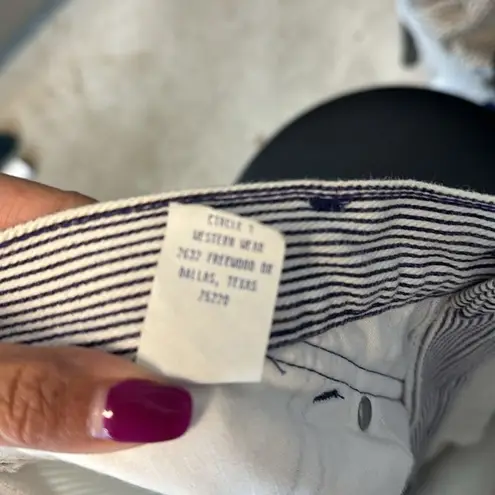 CIRCLE T
WESTERN WEAR
2632 FREEWOOD DR
DALLAS, TEXAS
75220